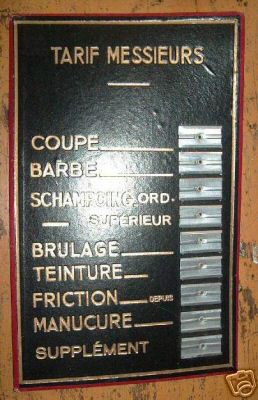 TARIF MESSIEURS
COUPE
BARBE
SCHAMPOING ORD.
SUPÉRIEUR
BRULAGE
TEINTURE
FRICTION DEPUIS
MANUCURE
SUPPLÉMENT